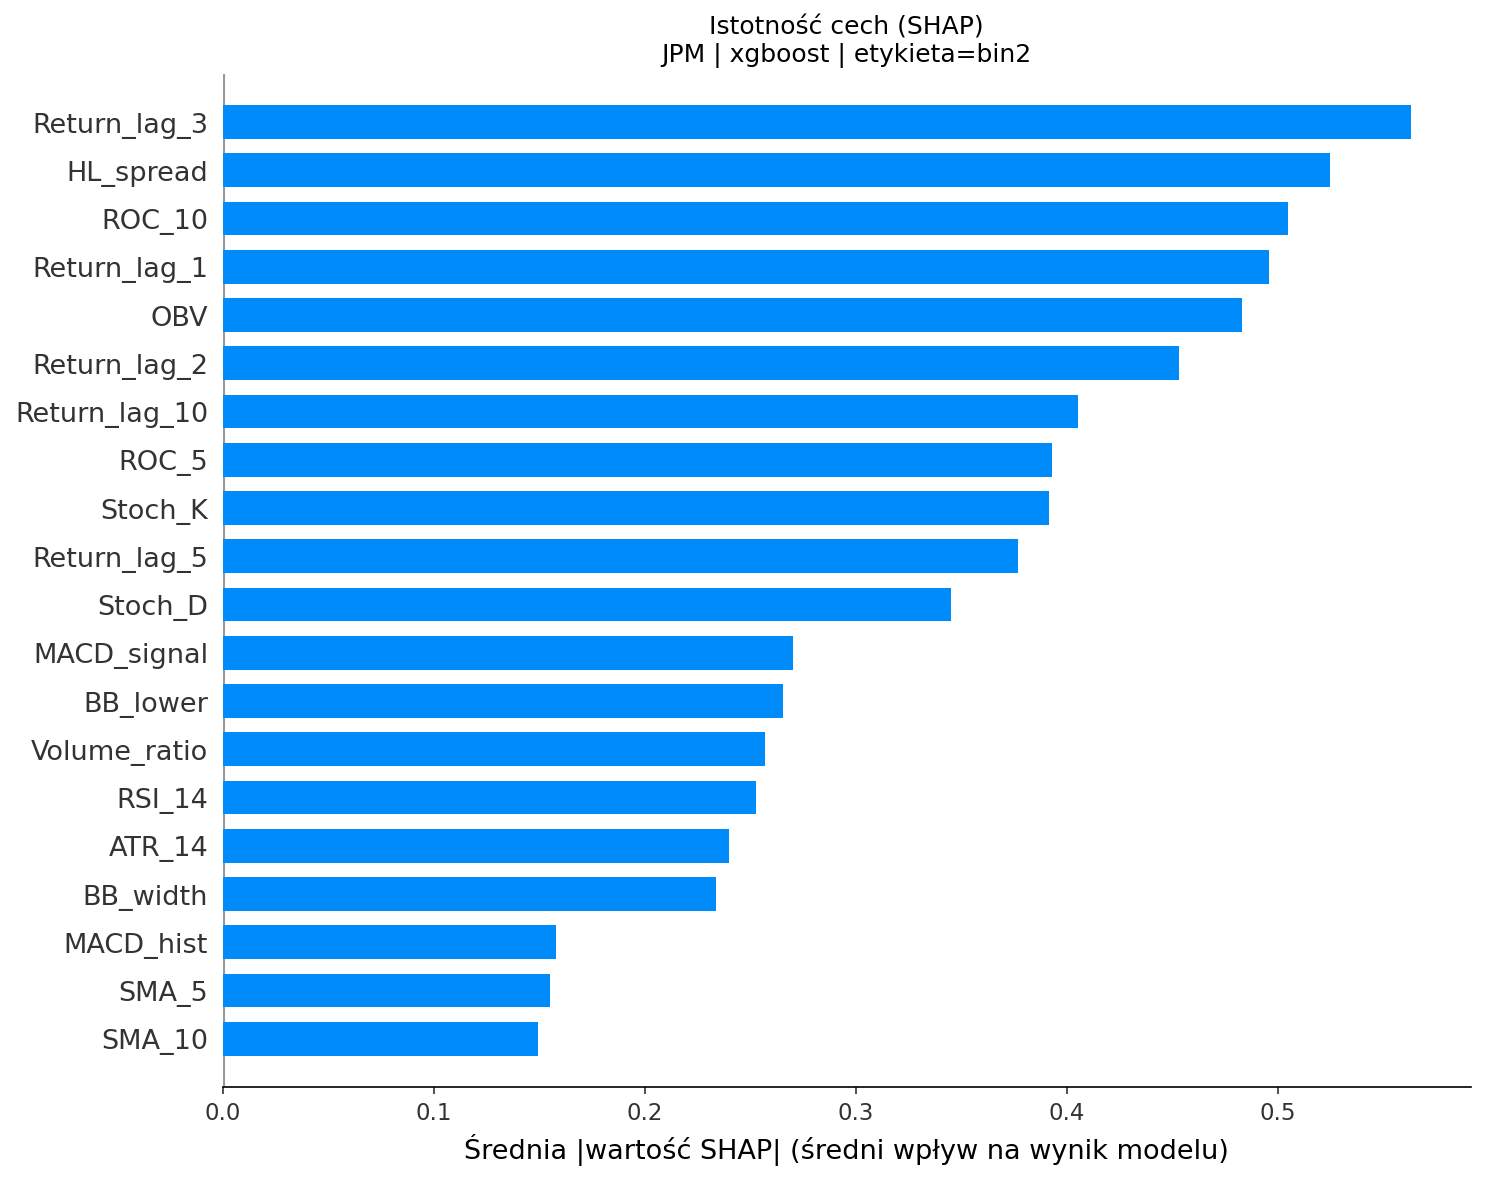 Istotność cech (SHAP)
JPM | xgboost | etykieta=bin2
Return_lag_3
HL_spread
ROC_10
Return_lag_1
OBV
Return_lag_2
Return_lag_10
ROC_5
Stoch_K
Return_lag_5
Stoch_D
MACD_signal
BB_lower
Volume_ratio
RSI_14
ATR_14
BB_width
MACD_hist
SMA_5
SMA_10
0.0 0.1 0.2 0.3 0.4 0.5
Średnia |wartość SHAP| (średni wpływ na wynik modelu)